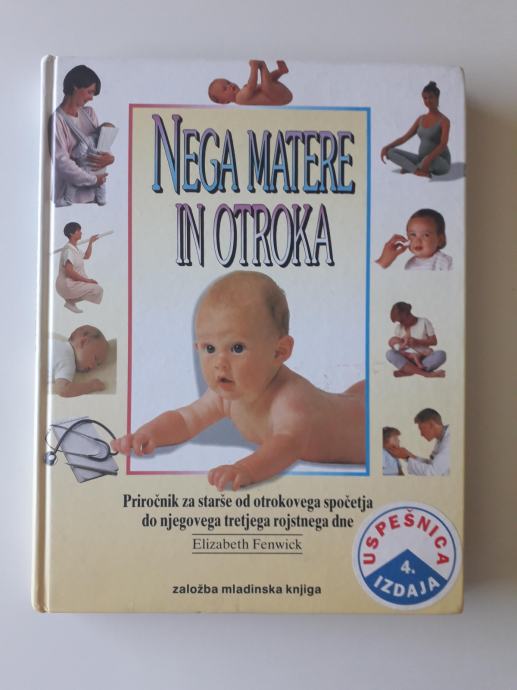 NEGA MATERE
IN OTROKA
Priročnik za starše od otrokovega spočetja
do njegovega tretjega rojstnega dne
Elizabeth Fenwick
založba mladinska knjiga
USPEŠNICA
4.
IZDAJA